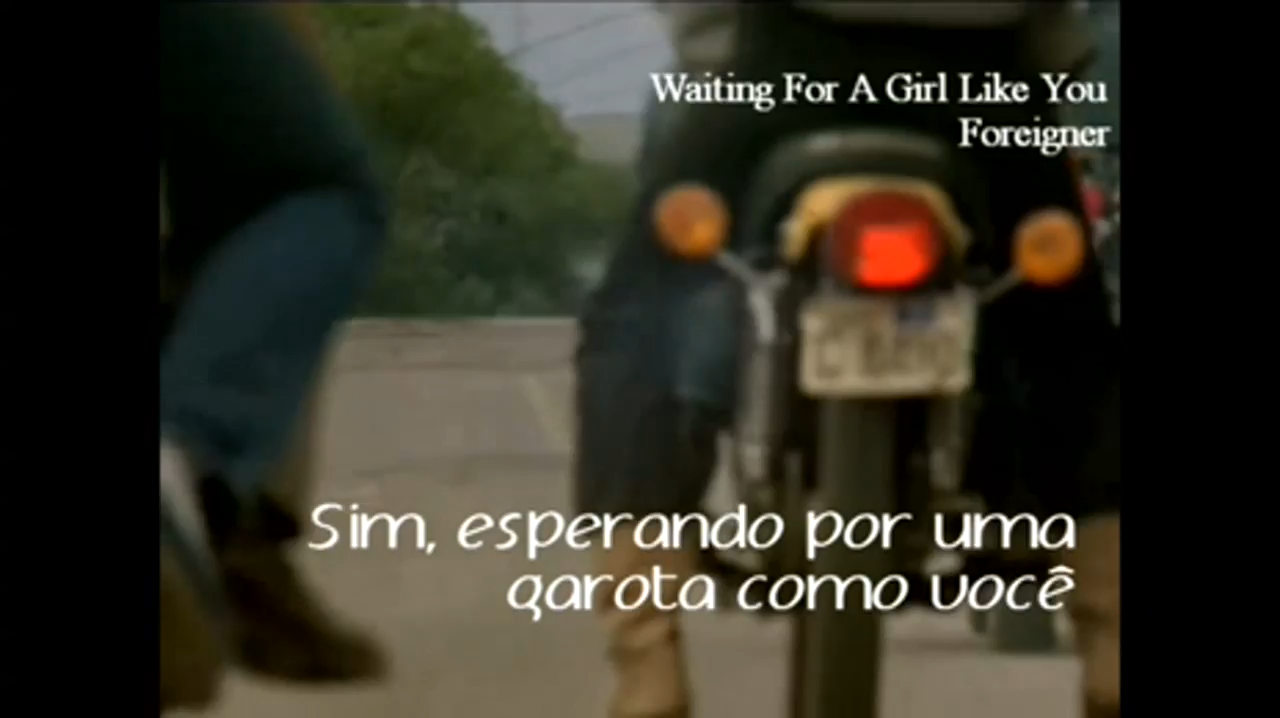 Waiting For A Girl Like You
Foreigner
Sim, esperando por uma
garota como você